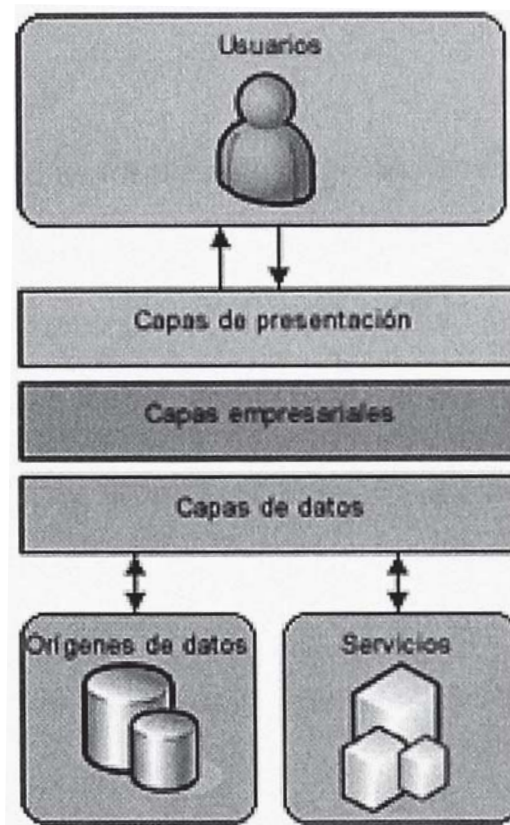 Usuarios
Capas de presentación
Capas empresariales
Capas de datos
Orígenes de datos
Servicios